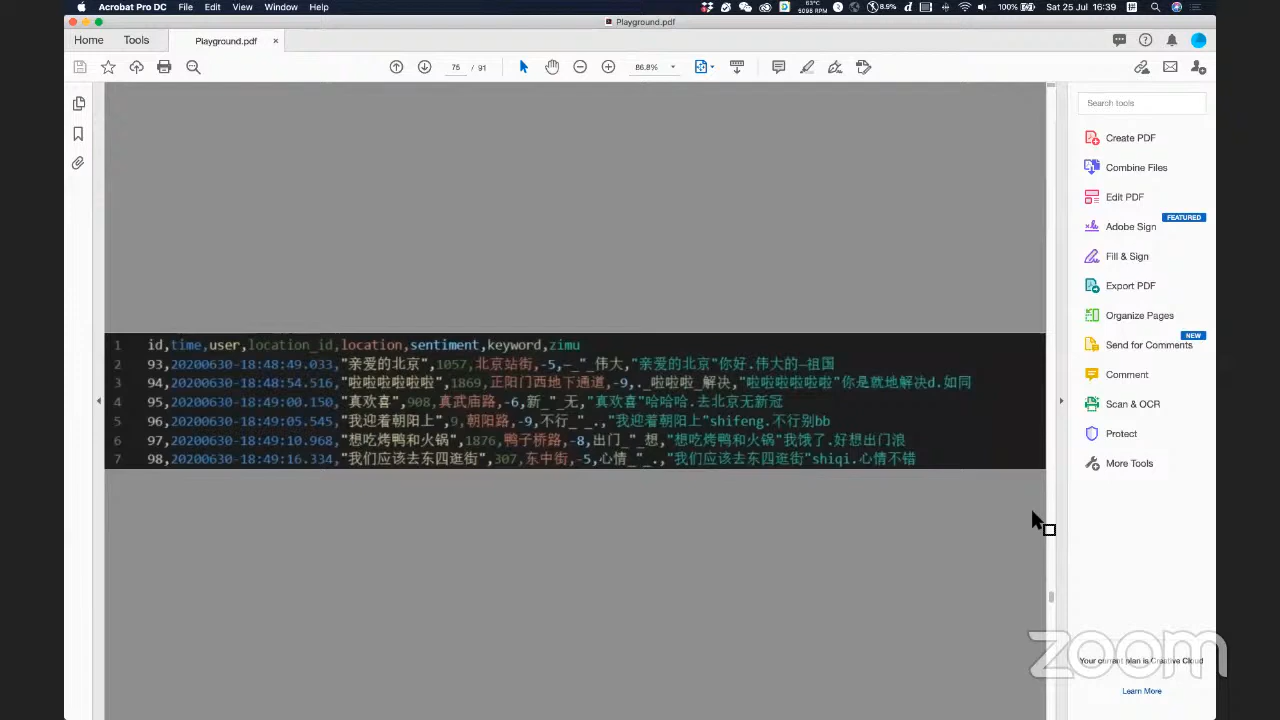 Acrobat Pro DC File Edit View Window Help
63°C
6098 RPM
8.9%
100%
Sat 25 Jul 16:39
Playground.pdf
Home Tools Playground.pdf ×
75 / 91
86.8%
Search tools
Create PDF
Combine Files
Edit PDF
FEATURED
Adobe Sign
Fill & Sign
Export PDF
Organize Pages
NEW
Send for Comments
Comment
Scan & OCR
Protect
More Tools
1 id,time,user,location_id,location,sentiment,keyword,zimu
2 93,20200630-18:48:49.033,"亲爱的北京",1057,北京站街,-5,—_"_伟大,"亲爱的北京"你好.伟大的—祖国
3 94,20200630-18:48:54.516,"啦啦啦啦啦啦",1869,正阳门西地下通道,-9,._啦啦啦_解决,"啦啦啦啦啦啦"你是就地解决d.如同
4 95,20200630-18:49:00.150,"真欢喜",908,真武庙路,-6,新_"_无,"真欢喜"哈哈哈.去北京无新冠
5 96,20200630-18:49:05.545,"我迎着朝阳上",9,朝阳路,-9,不行_"_.,"我迎着朝阳上"shifeng.不行别bb
6 97,20200630-18:49:10.968,"想吃烤鸭和火锅",1876,鸭子桥路,-8,出门_"_想,"想吃烤鸭和火锅"我饿了.好想出门浪
7 98,20200630-18:49:16.334,"我们应该去东四逛街",307,东中街,-5,心情_"_.,"我们应该去东四逛街"shiqi.心情不错
zoom
Your current plan is Creative Cloud
Learn More